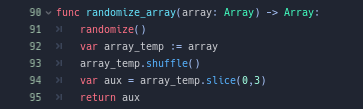 90 func randomize_array(array: Array) -> Array:
91 randomize()
92 var array_temp := array
93 array_temp.shuffle()
94 var aux = array_temp.slice(0,3)
95 return aux